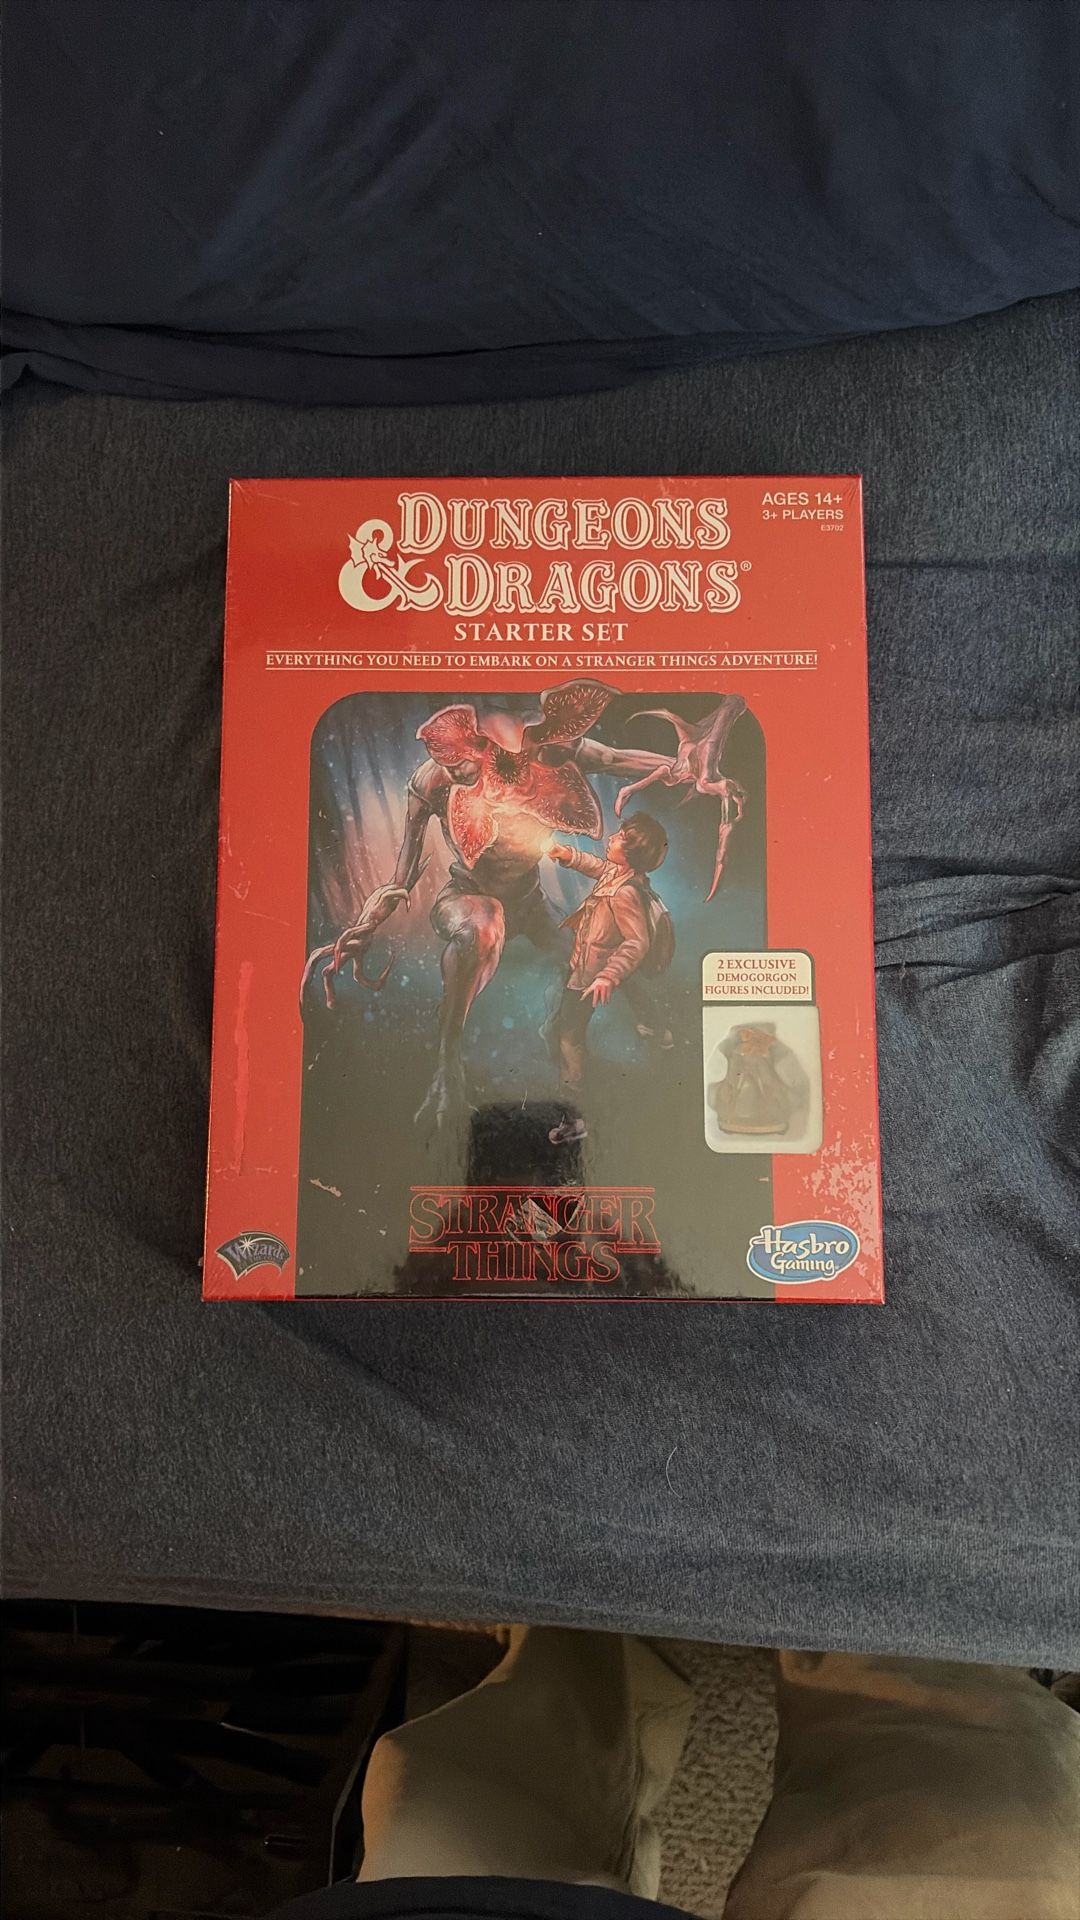 DUNGEONS
& DRAGONS®
STARTER SET
EVERYTHING YOU NEED TO EMBARK ON A STRANGER THINGS ADVENTURE!
AGES 14+
3+ PLAYERS
E3702
2 EXCLUSIVE
DEMOGORGON
FIGURES INCLUDED!
STRANGER
THINGS
Wizards
Hasbro
Gaming